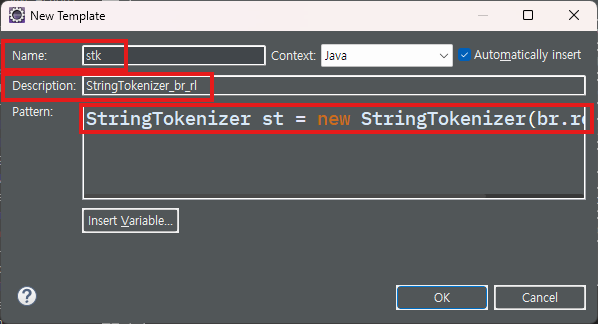 New Template
Name: stk Context: Java Automatically insert
Description: StringTokenizer_br_rl
Pattern: StringTokenizer st = new StringTokenizer(br.re
Insert Variable...
? OK Cancel